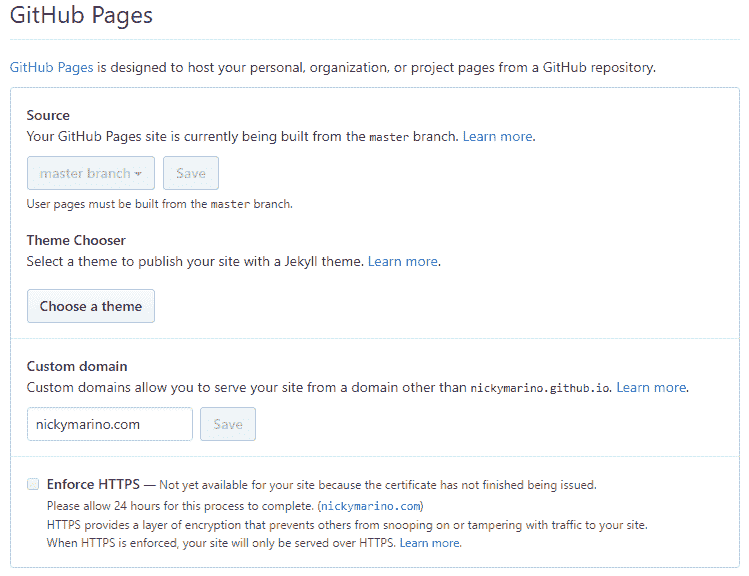 GitHub Pages
GitHub Pages is designed to host your personal, organization, or project pages from a GitHub repository.
Source
Your GitHub Pages site is currently being built from the master branch. Learn more.
master branch Save
User pages must be built from the master branch.
Theme Chooser
Select a theme to publish your site with a Jekyll theme. Learn more.
Choose a theme
Custom domain
Custom domains allow you to serve your site from a domain other than nickymarino.github.io. Learn more.
nickymarino.com Save
Enforce HTTPS — Not yet available for your site because the certificate has not finished being issued.
Please allow 24 hours for this process to complete. (nickymarino.com)
HTTPS provides a layer of encryption that prevents others from snooping on or tampering with traffic to your site.
When HTTPS is enforced, your site will only be served over HTTPS. Learn more.